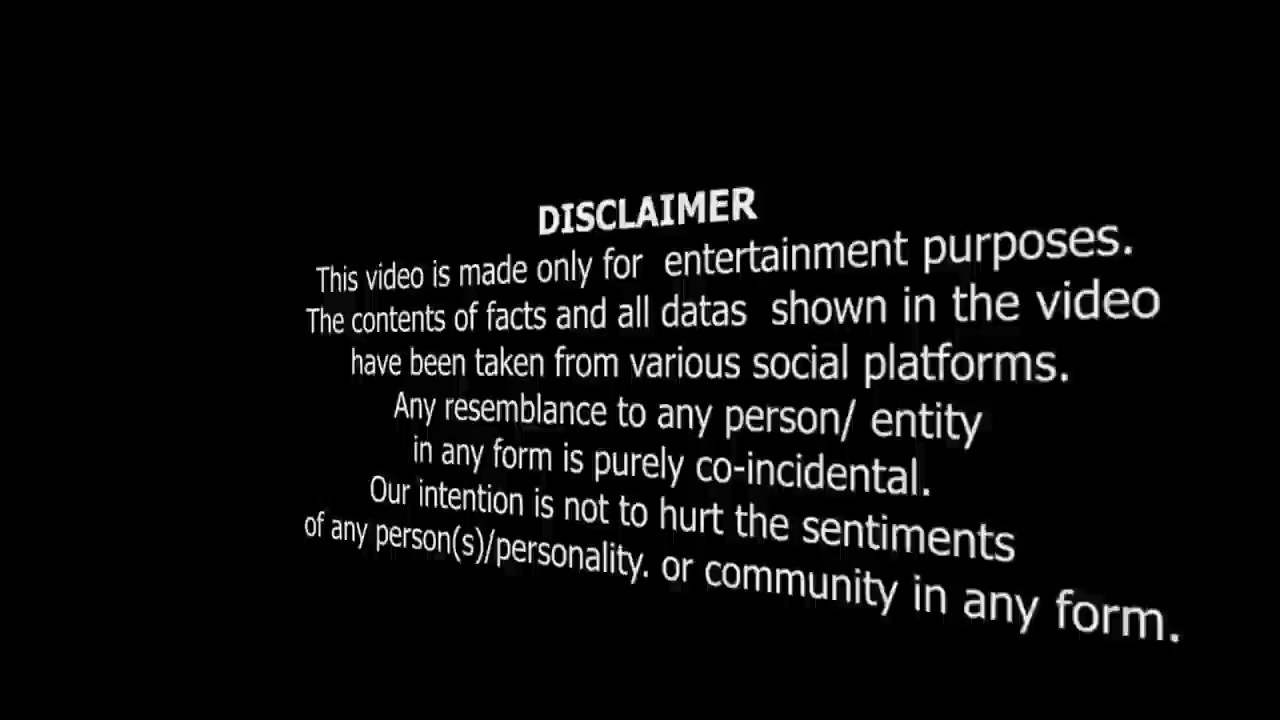 DISCLAIMER
This video is made only for entertainment purposes.
The contents of facts and all datas shown in the video
have been taken from various social platforms.
Any resemblance to any person/ entity
in any form is purely co-incidental.
Our intention is not to hurt the sentiments
of any person(s)/personality. or community in any form.